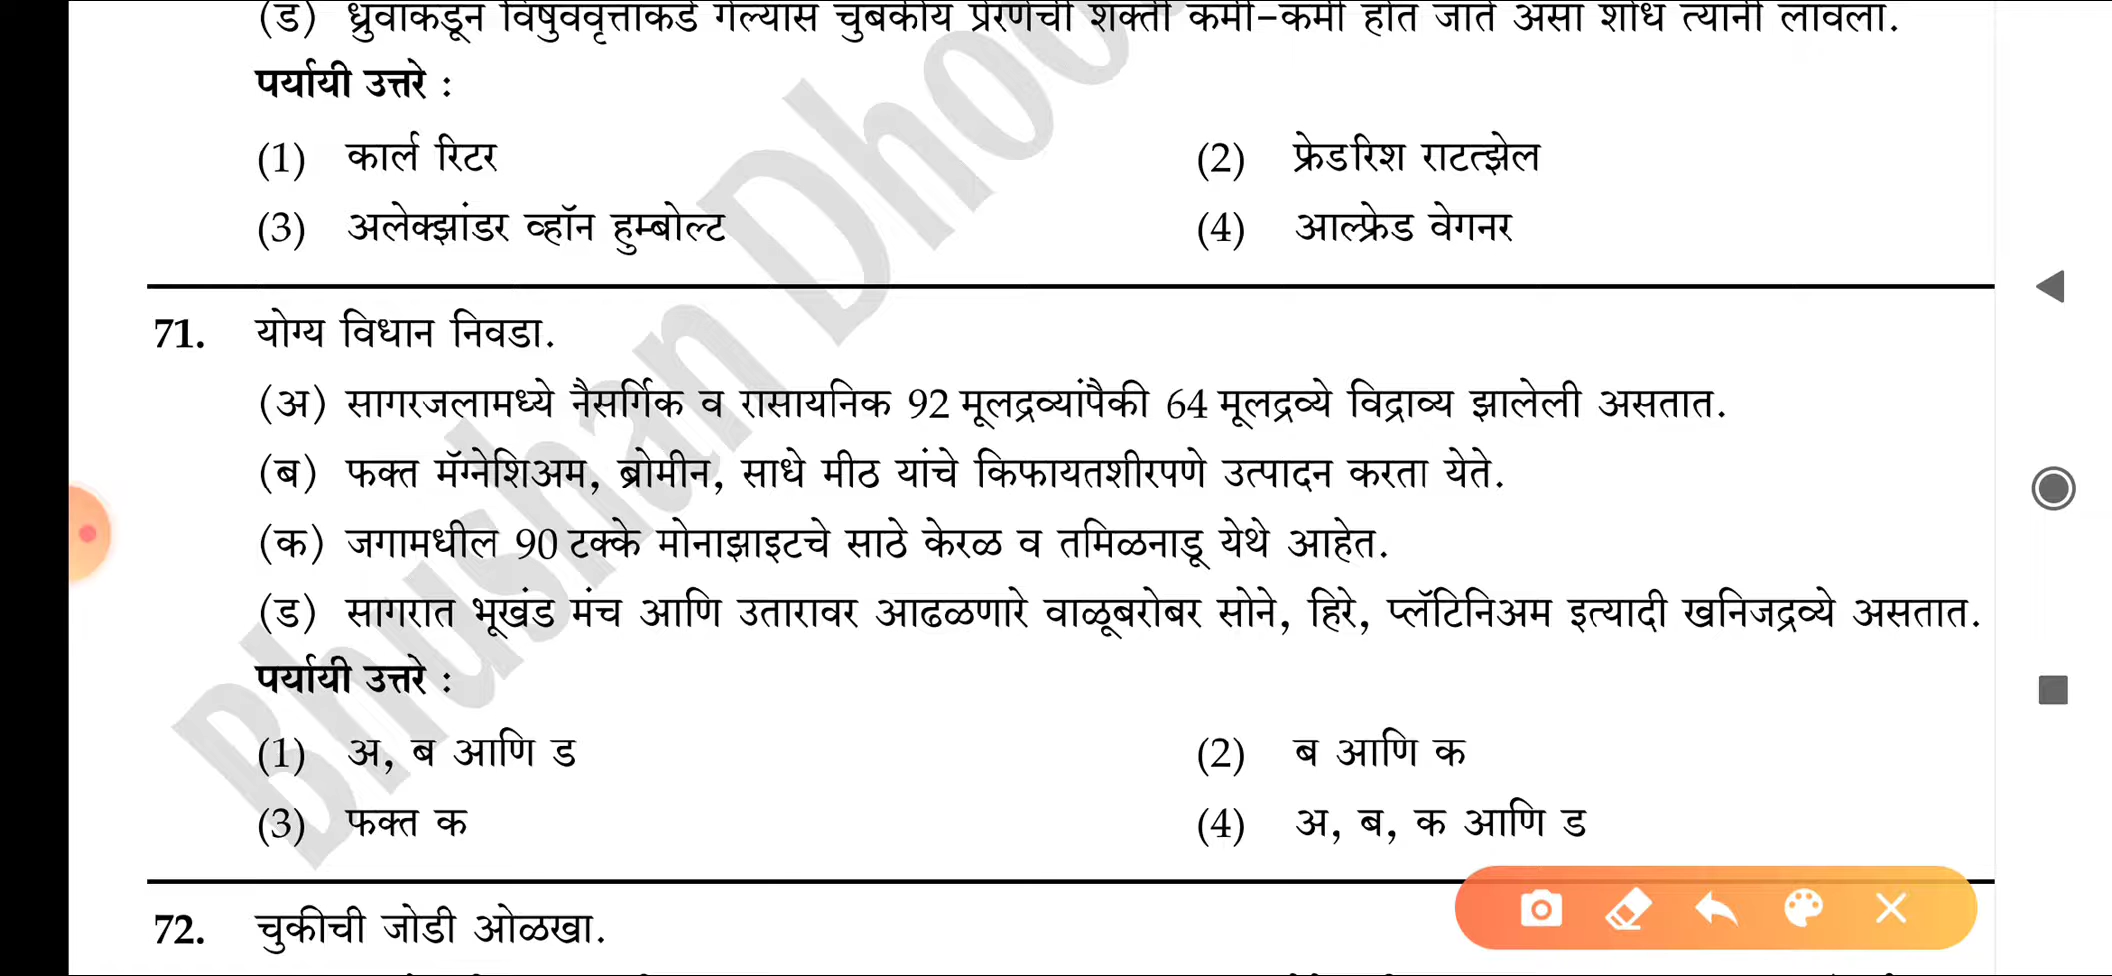 (ड) ध्रुवाकडून विषुववृत्ताकडे गेल्यास चुंबकीय प्रेरणेची शक्ती कमी-कमी होत जाते असा शोध त्यांनी लावला.
पर्यायी उत्तरे :
(1) कार्ल रिटर (2) फ्रेडरिश राटत्झेल
(3) अलेक्झांडर व्हॉन हुम्बोल्ट (4) आल्फ्रेड वेगनर
71. योग्य विधान निवडा.
(अ) सागरजलामध्ये नैसर्गिक व रासायनिक 92 मूलद्रव्यांपैकी 64 मूलद्रव्ये विद्राव्य झालेली असतात.
(ब) फक्त मॅग्नेशिअम, ब्रोमीन, साधे मीठ यांचे किफायतशीरपणे उत्पादन करता येते.
(क) जगामधील 90 टक्के मोनाझाइटचे साठे केरळ व तमिळनाडू येथे आहेत.
(ड) सागरात भूखंड मंच आणि उतारावर आढळणारे वाळूबरोबर सोने, हिरे, प्लॅटिनिअम इत्यादी खनिजद्रव्ये असतात.
पर्यायी उत्तरे :
(1) अ, ब आणि ड (2) ब आणि क
(3) फक्त क (4) अ, ब, क आणि ड
72. चुकीची जोडी ओळखा.
Bhushan Dhoo